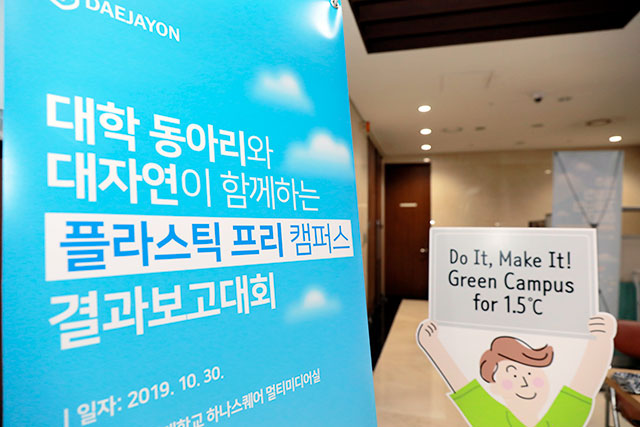 DAEJAYON
대학 동아리와
대자연이 함께하는
플라스틱 프리 캠퍼스
결과보고대회
일자: 2019. 10. 30.
하나스퀘어 멀티미디어실
Do It, Make It!
Green Campus
for 1.5°C